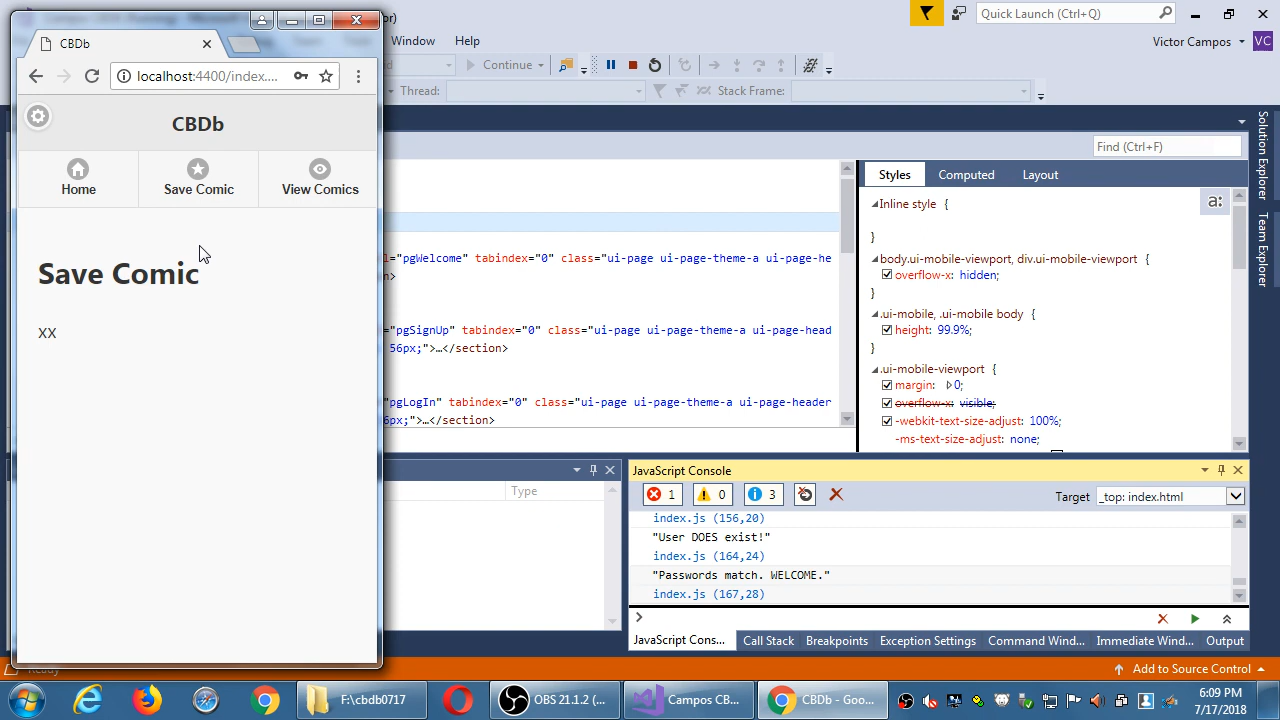 CBDb
localhost:4400/index....
CBDb
Home
Save Comic
View Comics
Save Comic
XX
Window
Help
Quick Launch (Ctrl+Q)
Victor Campos
VC
Continue
Thread:
Stack Frame:
Find (Ctrl+F)
="pgWelcome" tabindex="0" class="ui-page ui-page-theme-a ui-page-he
="pgSignUp" tabindex="0" class="ui-page ui-page-theme-a ui-page-head
56px;">…</section>
="pgLogIn" tabindex="0" class="ui-page ui-page-theme-a ui-page-header
px;">…</section>
Styles
Computed
Layout
Inline style {
a:
}
body.ui-mobile-viewport, div.ui-mobile-viewport {
overflow-x: hidden;
}
.ui-mobile, .ui-mobile body {
height: 99.9%;
}
.ui-mobile-viewport {
margin: 0;
overflow-x: visible;
-webkit-text-size-adjust: 100%;
-ms-text-size-adjust: none;
Solution Explorer
Team Explorer
Type
JavaScript Console
1
0
3
Target
_top: index.html
index.js (156,20)
"User DOES exist!"
index.js (164,24)
"Passwords match. WELCOME."
index.js (167,28)
JavaScript Cons...
Call Stack
Breakpoints
Exception Settings
Command Wind...
Immediate Wind...
Output
Ready
Add to Source Control
F:\cbdb0717
OBS 21.1.2 (...
Campos CB...
CBDb - Goo...
6:09 PM
7/17/2018